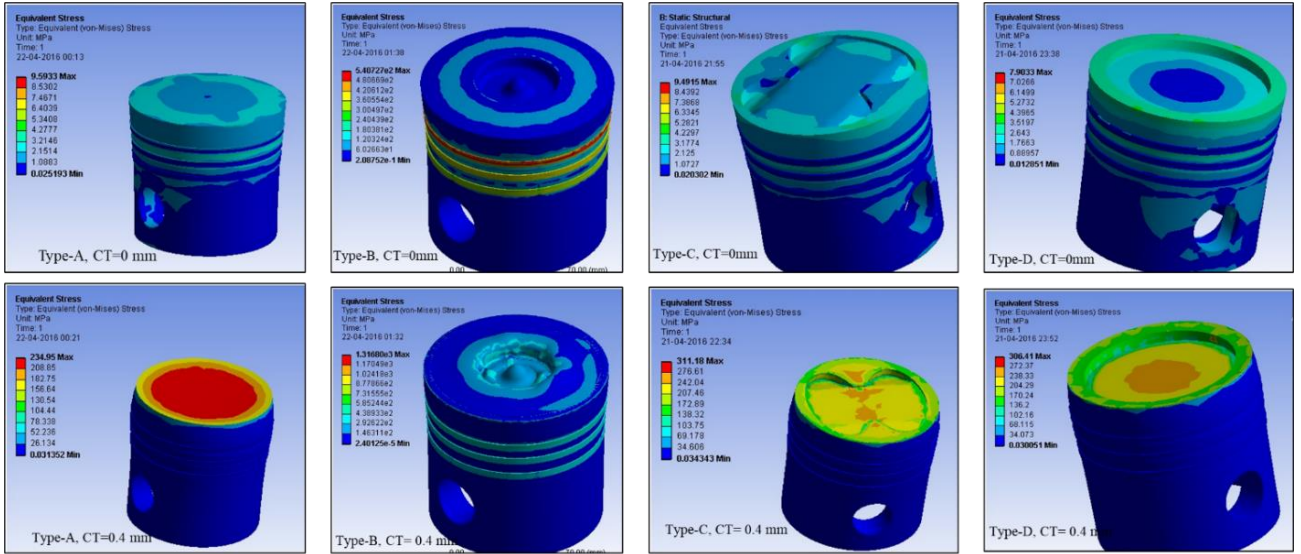 Equivalent Stress
Type: Equivalent (von-Mises) Stress
Unit: MPa
Time: 1
22-04-2016 00:13
9.5933 Max
8.5302
7.4671
6.4039
5.3408
4.2777
3.2146
2.1514
1.0883
0.025193 Min
Type-A, CT=0 mm
Equivalent Stress
Type: Equivalent (von-Mises) Stress
Unit: MPa
Time: 1
22-04-2016 01:39
5.40727e2 Max
4.80669e2
4.20612e2
3.60554e2
3.00497e2
2.40439e2
1.80381e2
1.20324e2
6.02663e1
2.08752e-1 Min
Type-B, CT=0mm
0.00
70.00 (mm)
B: Static Structural
Equivalent Stress
Type: Equivalent (von-Mises) Stress
Unit: MPa
Time: 1
21-04-2016 21:55
9.4915 Max
8.4392
7.3868
6.3345
5.2821
4.2297
3.1774
2.125
1.0727
0.020302 Min
Type-C, CT=0mm
Equivalent Stress
Type: Equivalent (von-Mises) Stress
Unit: MPa
Time: 1
21-04-2016 23:38
7.9033 Max
7.0266
6.1499
5.2732
4.3965
3.5197
2.643
1.7663
0.88957
0.012851 Min
Type-D, CT=0mm
Equivalent Stress
Type: Equivalent (von-Mises) Stress
Unit: MPa
Time: 1
22-04-2016 00:21
234.95 Max
208.85
182.75
156.64
130.54
104.44
78.338
52.236
26.134
0.031352 Min
Type-A, CT=0.4 mm
Equivalent Stress
Type: Equivalent (von-Mises) Stress
Unit: MPa
Time: 1
22-04-2016 01:32
1.31680e3 Max
1.17049e3
1.02418e3
8.77866e2
7.31555e2
5.85244e2
4.38933e2
2.92622e2
1.46311e2
2.40125e-5 Min
Type-B, CT= 0.4 mm
0.00
70.00 (mm)
Equivalent Stress
Type: Equivalent (von-Mises) Stress
Unit: MPa
Time: 1
21-04-2016 22:34
311.18 Max
276.61
242.04
207.46
172.89
138.32
103.75
69.178
34.606
0.034343 Min
Type-C, CT= 0.4 mm
Equivalent Stress
Type: Equivalent (von-Mises) Stress
Unit: MPa
Time: 1
21-04-2016 23:52
306.41 Max
272.37
238.33
204.29
170.24
136.2
102.16
68.115
34.073
0.030051 Min
Type-D, CT= 0.4 mm